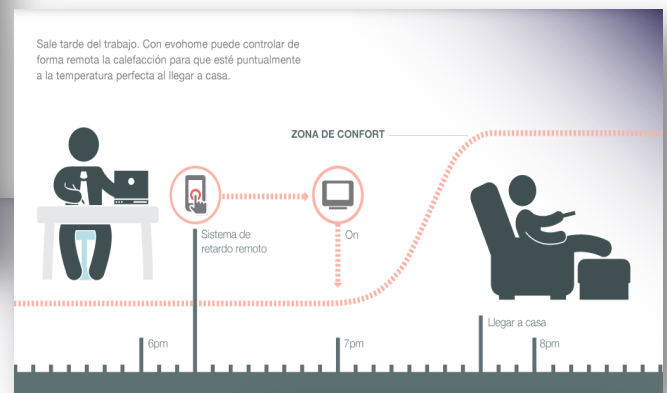 Sale tarde del trabajo. Con evohome puede controlar de
forma remota la calefacción para que esté puntualmente
a la temperatura perfecta al llegar a casa.
ZONA DE CONFORT
Sistema de
retardo remoto
On
Llegar a casa
6pm
7pm
8pm